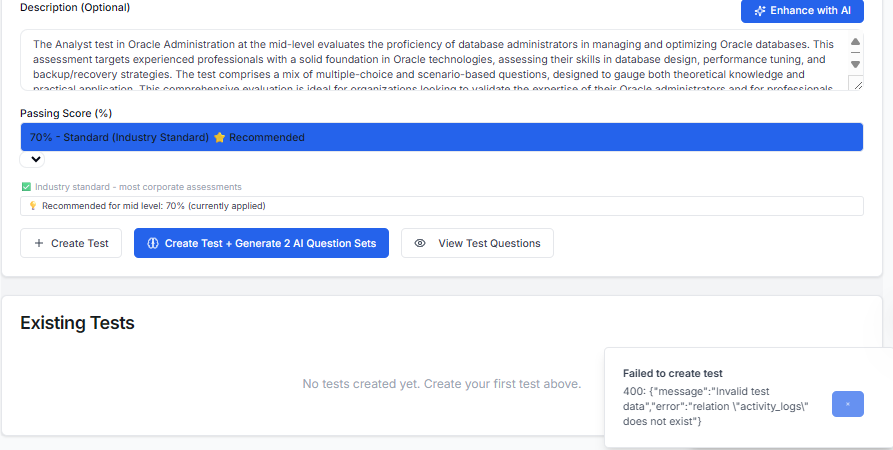 Description (Optional)
Enhance with AI
The Analyst test in Oracle Administration at the mid-level evaluates the proficiency of database administrators in managing and optimizing Oracle databases. This
assessment targets experienced professionals with a solid foundation in Oracle technologies, assessing their skills in database design, performance tuning, and
backup/recovery strategies. The test comprises a mix of multiple-choice and scenario-based questions, designed to gauge both theoretical knowledge and
practical application. This comprehensive evaluation is ideal for organizations looking to validate the expertise of their Oracle administrators and for professionals
Passing Score (%)
70% - Standard (Industry Standard) ⭐ Recommended
✅ Industry standard - most corporate assessments
💡 Recommended for mid level: 70% (currently applied)
+ Create Test
Create Test + Generate 2 AI Question Sets
View Test Questions
Existing Tests
No tests created yet. Create your first test above.
Failed to create test
400: {"message":"Invalid test
data","error":"relation \"activity_logs\"
does not exist"}